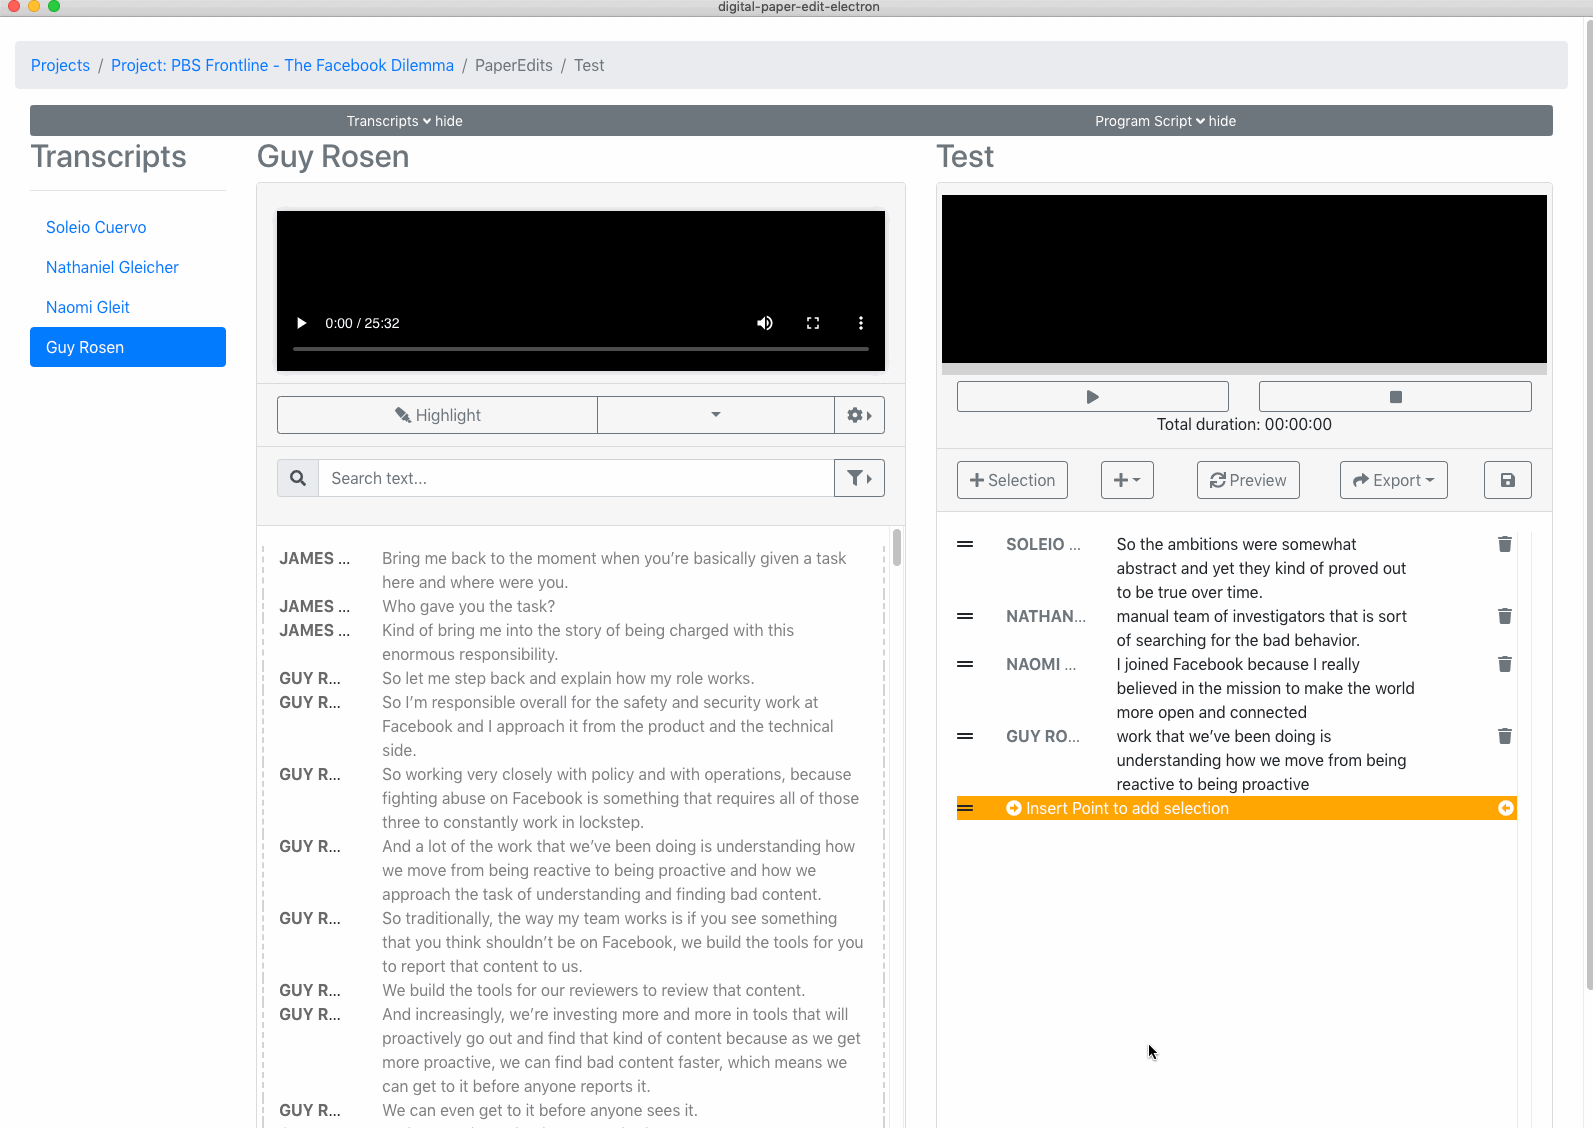 digital-paper-edit-electron
Projects / Project: PBS Frontline - The Facebook Dilemma / PaperEdits / Test
Transcripts hide
Program Script hide
Transcripts
Soleio Cuervo
Nathaniel Gleicher
Naomi Gleit
Guy Rosen
Guy Rosen
0:00 / 25:32
Highlight
Search text...
JAMES ... Bring me back to the moment when you’re basically given a task
here and where were you.
JAMES ... Who gave you the task?
JAMES ... Kind of bring me into the story of being charged with this
enormous responsibility.
GUY R... So let me step back and explain how my role works.
GUY R... So I’m responsible overall for the safety and security work at
Facebook and I approach it from the product and the technical
side.
GUY R... So working very closely with policy and with operations, because
fighting abuse on Facebook is something that requires all of those
three to constantly work in lockstep.
GUY R... And a lot of the work that we’ve been doing is understanding how
we move from being reactive to being proactive and how we
approach the task of understanding and finding bad content.
GUY R... So traditionally, the way my team works is if you see something
that you think shouldn’t be on Facebook, we build the tools for you
to report that content to us.
GUY R... We build the tools for our reviewers to review that content.
GUY R... And increasingly, we’re investing more and more in tools that will
proactively go out and find that kind of content because as we get
more proactive, we can find bad content faster, which means we
can get to it before anyone reports it.
GUY R... We can even get to it before anyone sees it.
Test
Total duration: 00:00:00
Selection
Preview
Export
SOLEIO ... So the ambitions were somewhat
abstract and yet they kind of proved out
to be true over time.
NATHAN... manual team of investigators that is sort
of searching for the bad behavior.
NAOMI ... I joined Facebook because I really
believed in the mission to make the world
more open and connected
GUY RO... work that we’ve been doing is
understanding how we move from being
reactive to being proactive
Insert Point to add selection